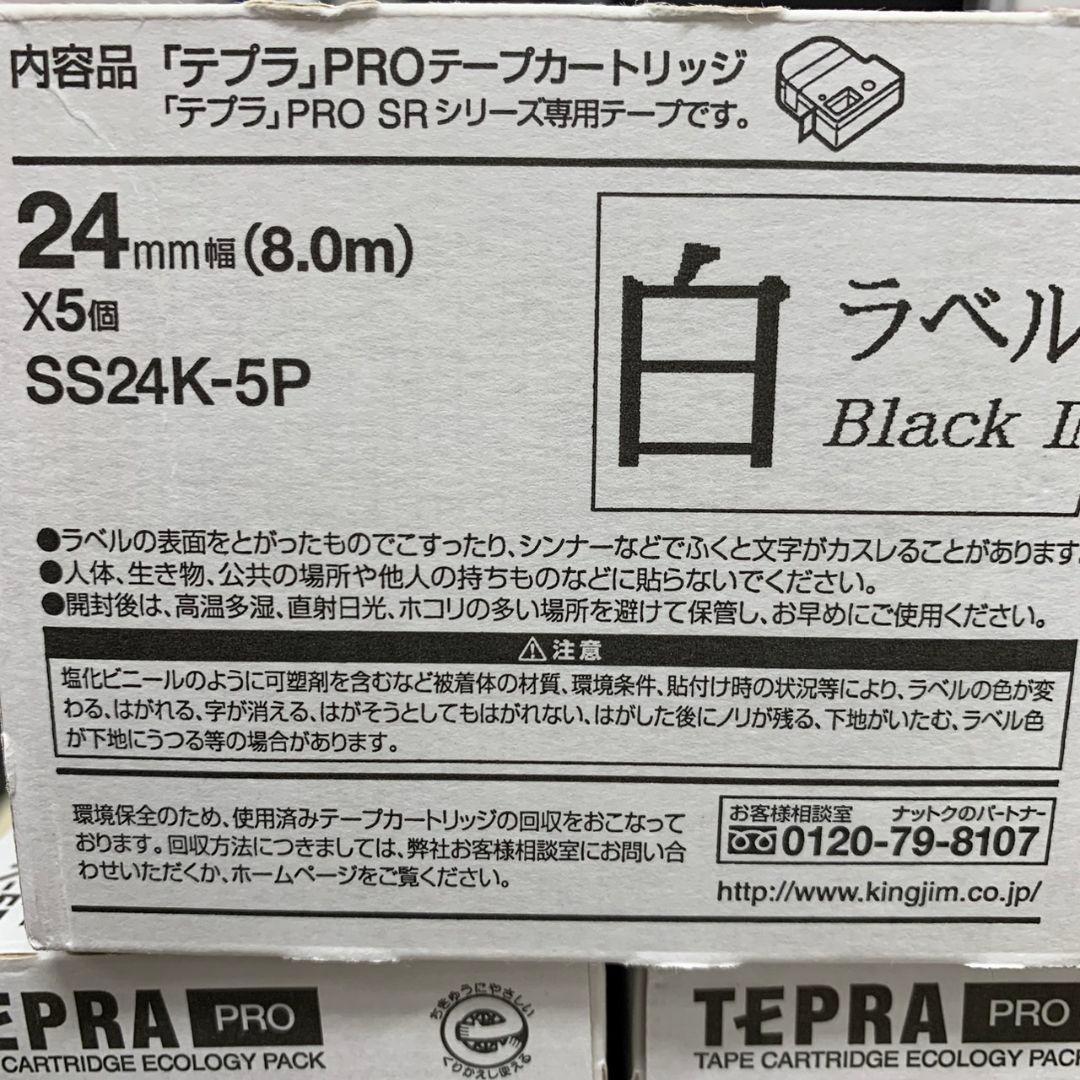 内容品 「テプラ」PROテープカートリッジ
「テプラ」PRO SRシリーズ専用テープです。
24mm幅(8.0m)
X5個
SS24K-5P
白 ラベル
Black
●ラベルの表面をとがったものでこすったり、シンナーなどでふくと文字がカスレることがあります
●人体、生き物、公共の場所や他人の持ちものなどに貼らないでください。
●開封後は、高温多湿、直射日光、ホコリの多い場所を避けて保管し、お早めにご使用ください。
⚠注意
塩化ビニールのように可塑剤を含むなど被着体の材質、環境条件、貼付け時の状況等により、ラベルの色が変
わる、はがれる、字が消える、はがそうとしてもはがれない、はがした後にノリが残る、下地がいたむ、ラベル色
が下地にうつる等の場合があります。
環境保全のため、使用済みテープカートリッジの回収をおこなって
おります。回収方法につきましては、弊社お客様相談室にお問い合
わせいただくか、ホームページをご覧ください。
お客様相談室 ナットクのパートナー
0120-79-8107
http://www.kingjim.co.jp/
TEPRA PRO
CARTRIDGE ECOLOGY PACK
ちきゅうにやさしい
くりかえし使える
TEPRA PRO
TAPE CARTRIDGE ECOLOGY PACK